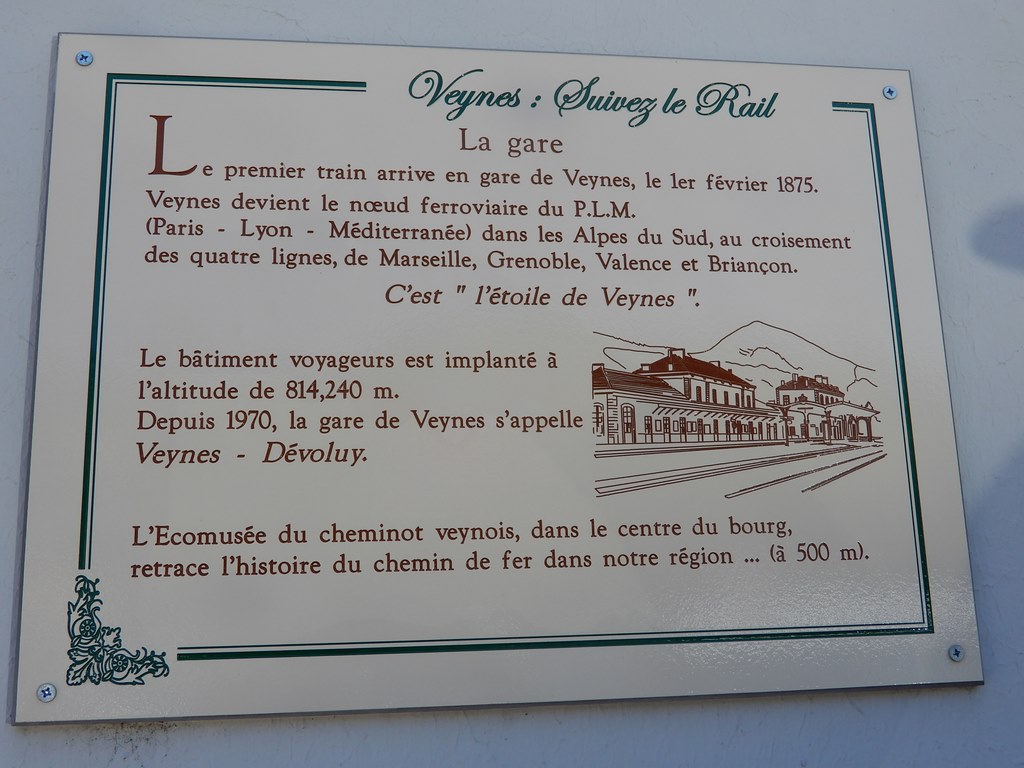 Veynes : Suivez le Rail
La gare
Le premier train arrive en gare de Veynes, le 1er février 1875.
Veynes devient le nœud ferroviaire du P.L.M.
(Paris - Lyon - Méditerranée) dans les Alpes du Sud, au croisement
des quatre lignes, de Marseille, Grenoble, Valence et Briançon.
C'est " l'étoile de Veynes ".
Le bâtiment voyageurs est implanté à
l'altitude de 814,240 m.
Depuis 1970, la gare de Veynes s'appelle
Veynes - Dévoluy.
L'Ecomusée du cheminot veynois, dans le centre du bourg,
retrace l'histoire du chemin de fer dans notre région ... (à 500 m).